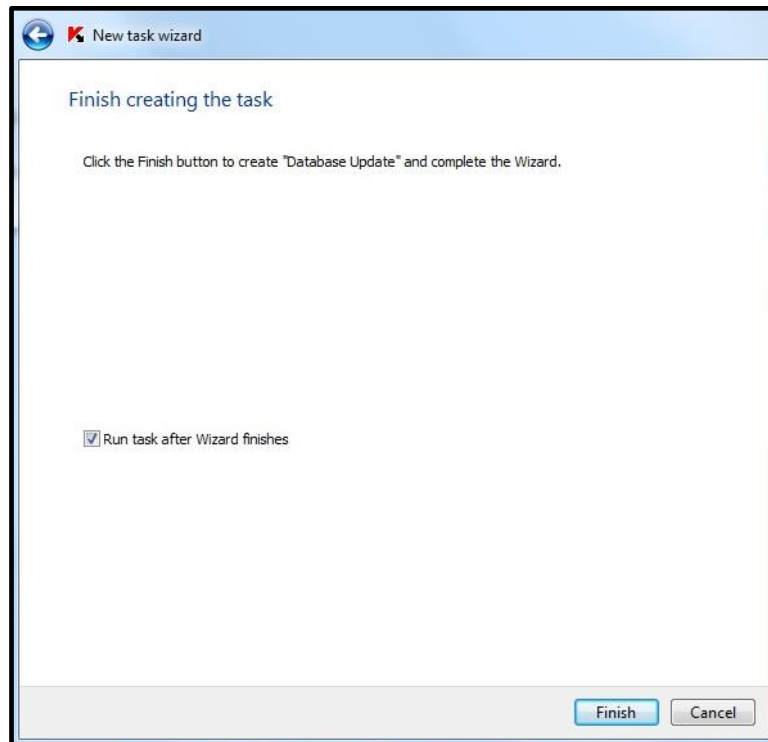 New task wizard
Finish creating the task
Click the Finish button to create "Database Update" and complete the Wizard.
Run task after Wizard finishes
Finish
Cancel